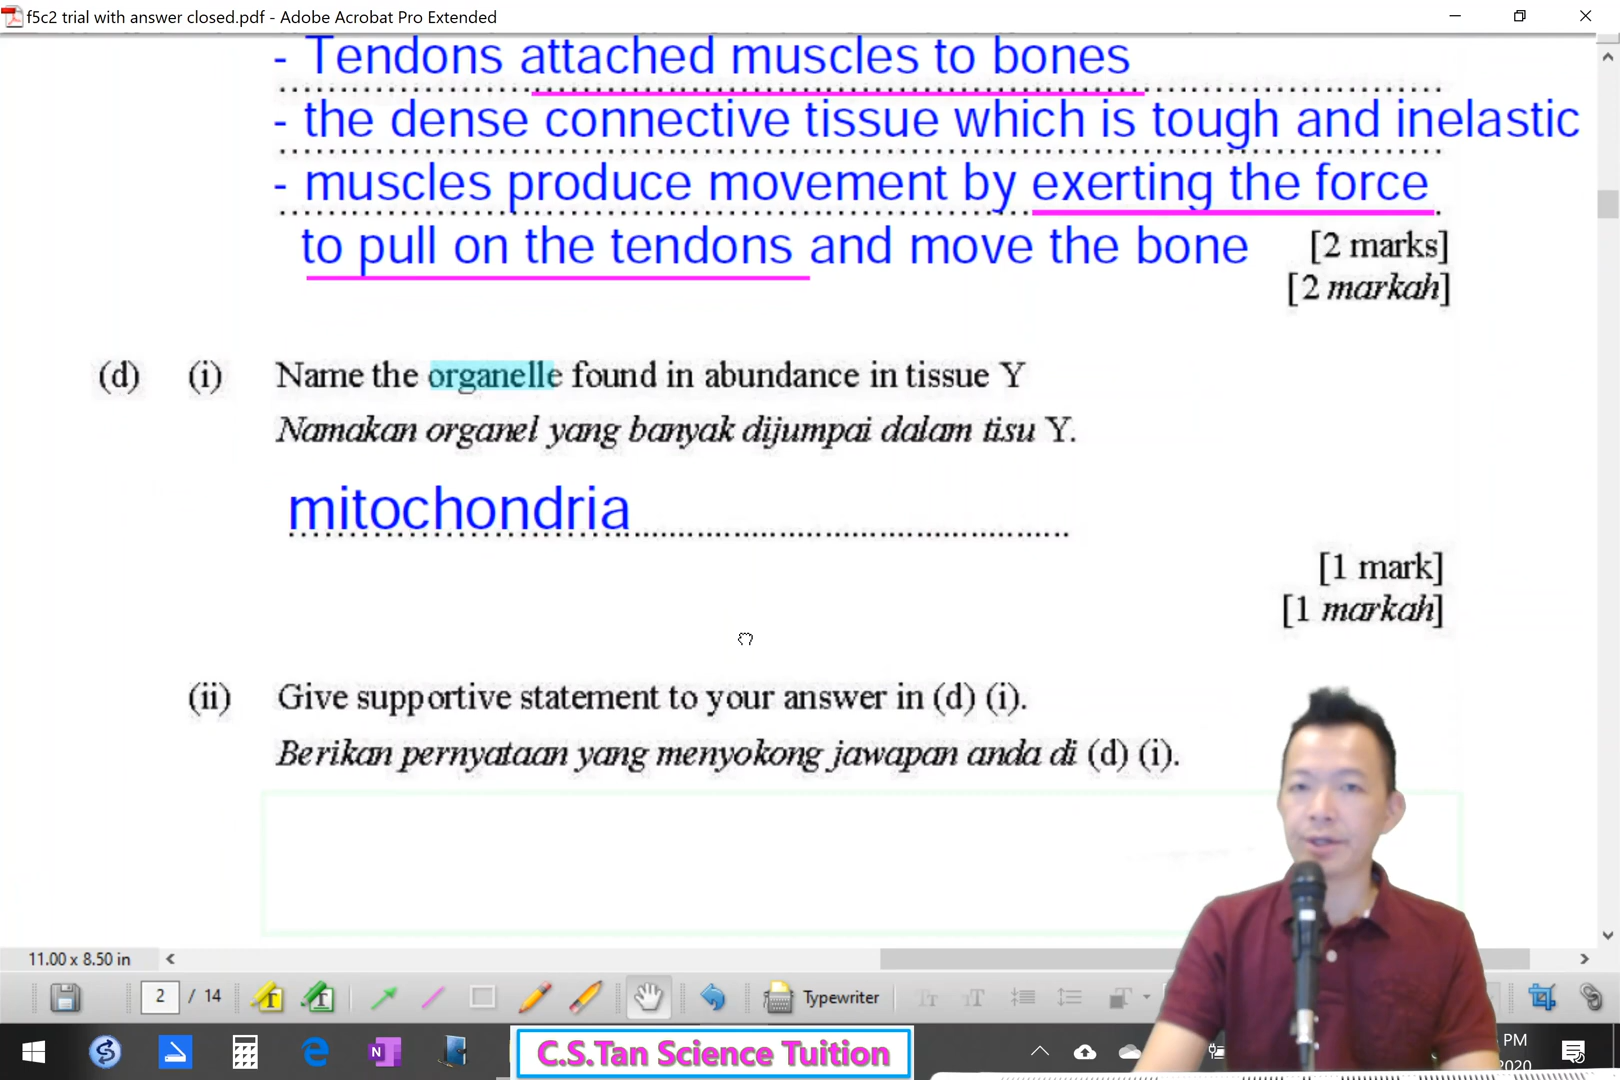 f5c2 trial with answer closed.pdf - Adobe Acrobat Pro Extended
- Tendons attached muscles to bones
- the dense connective tissue which is tough and inelastic
- muscles produce movement by exerting the force
to pull on the tendons and move the bone
[2 marks]
[2 markah]
(d) (i) Name the organelle found in abundance in tissue Y
Namakan organel yang banyak dijumpai dalam tisu Y.
mitochondria
[1 mark]
[1 markah]
(ii) Give supportive statement to your answer in (d) (i).
Berikan pernyataan yang menyokong jawapan anda di (d) (i).
11.00 x 8.50 in
2 / 14
Typewriter
C.S.Tan Science Tuition
PM
2020